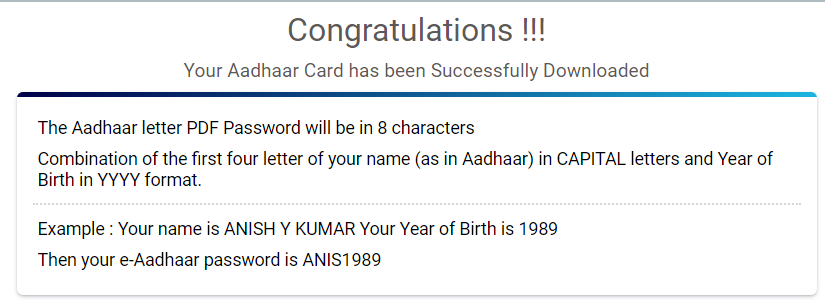 Congratulations !!!
Your Aadhaar Card has been Successfully Downloaded
The Aadhaar letter PDF Password will be in 8 characters
Combination of the first four letter of your name (as in Aadhaar) in CAPITAL letters and Year of
Birth in YYYY format.
Example : Your name is ANISH Y KUMAR Your Year of Birth is 1989
Then your e-Aadhaar password is ANIS1989